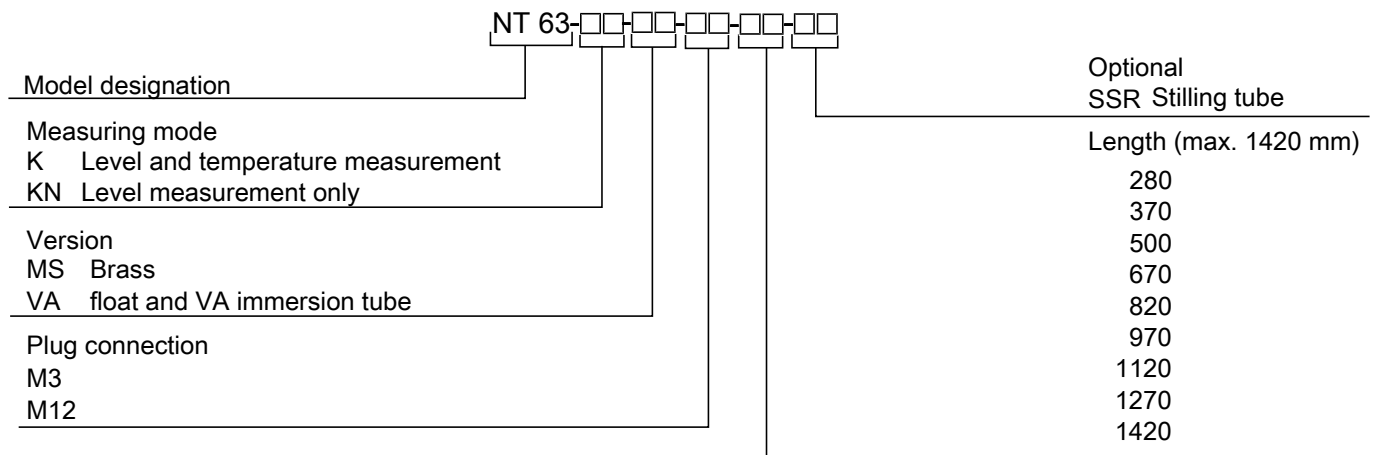 NT 63-□□-□□-□□-□□-□□
Model designation
Measuring mode
K Level and temperature measurement
KN Level measurement only
Version
MS Brass
VA float and VA immersion tube
Plug connection
M3
M12
Optional
SSR Stilling tube
Length (max. 1420 mm)
280
370
500
670
820
970
1120
1270
1420